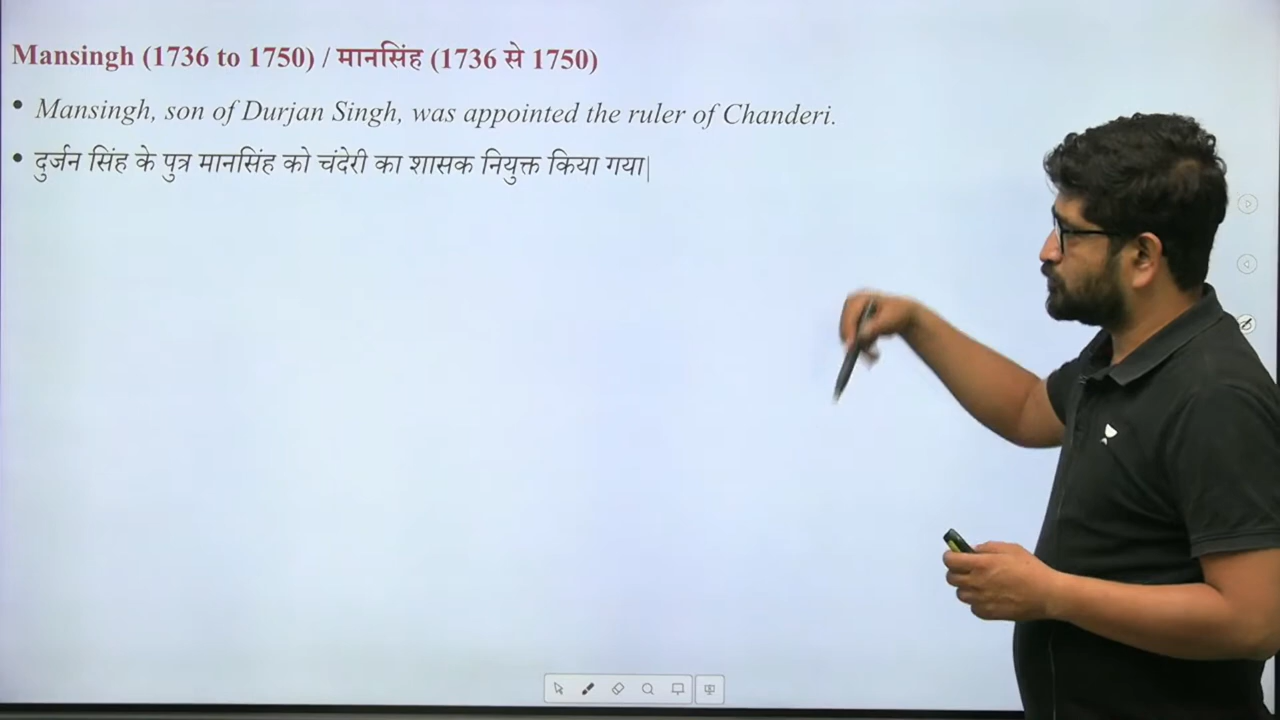 Mansingh (1736 to 1750) / मानसिंह (1736 से 1750)
• Mansingh, son of Durjan Singh, was appointed the ruler of Chanderi.
• दुर्जन सिंह के पुत्र मानसिंह को चंदेरी का शासक नियुक्त किया गया|